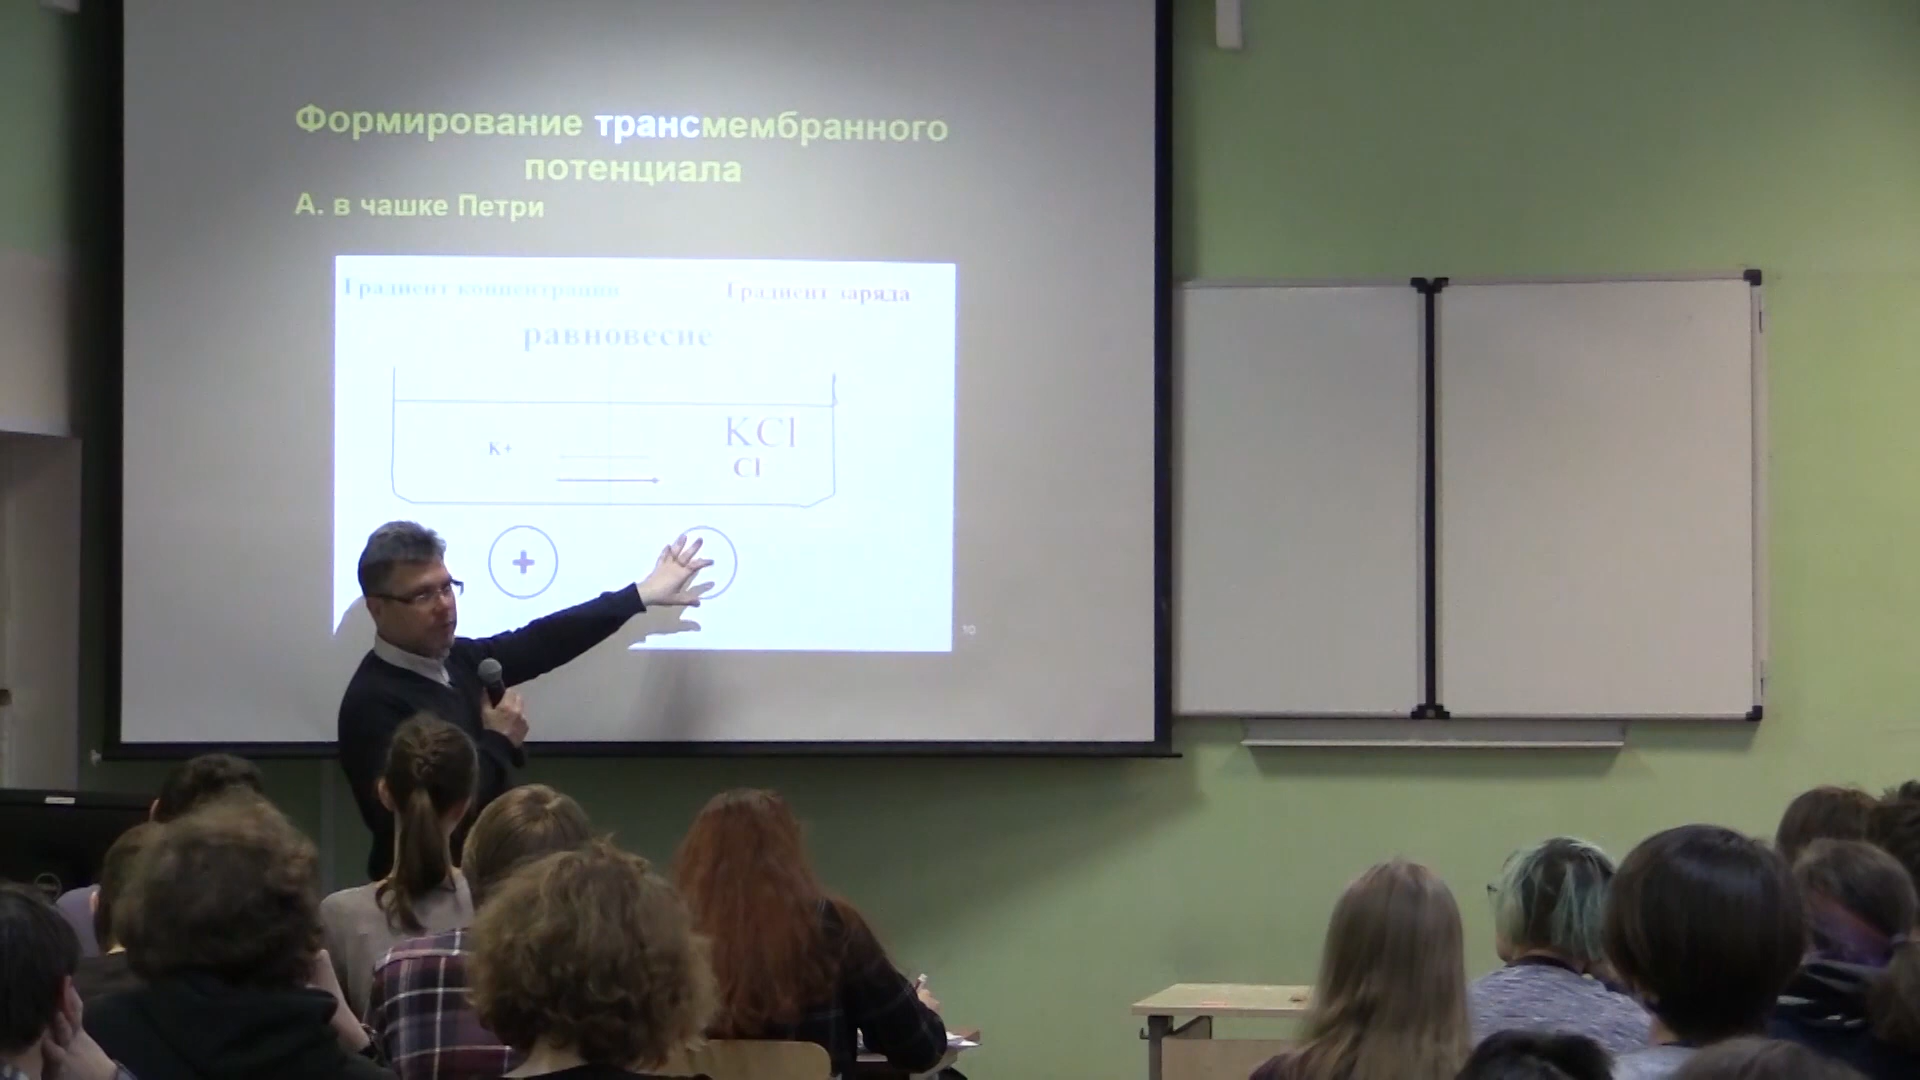 Формирование трансмембранного
потенциала
А. в чашке Петри
Градиент концентрации
Градиент заряда
равновесие
K+
KCl
Cl
+
10